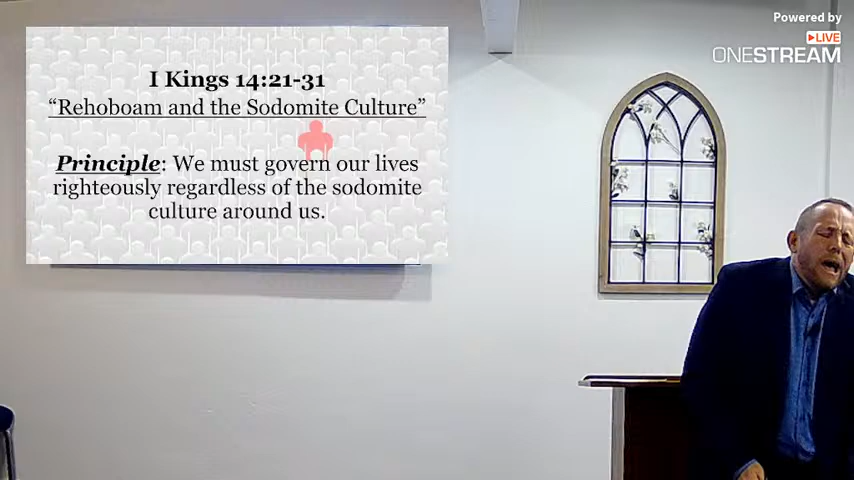 I Kings 14:21-31
“Rehoboam and the Sodomite Culture”
Principle: We must govern our lives
righteously regardless of the sodomite
culture around us.
Powered by
LIVE
ONESTREAM